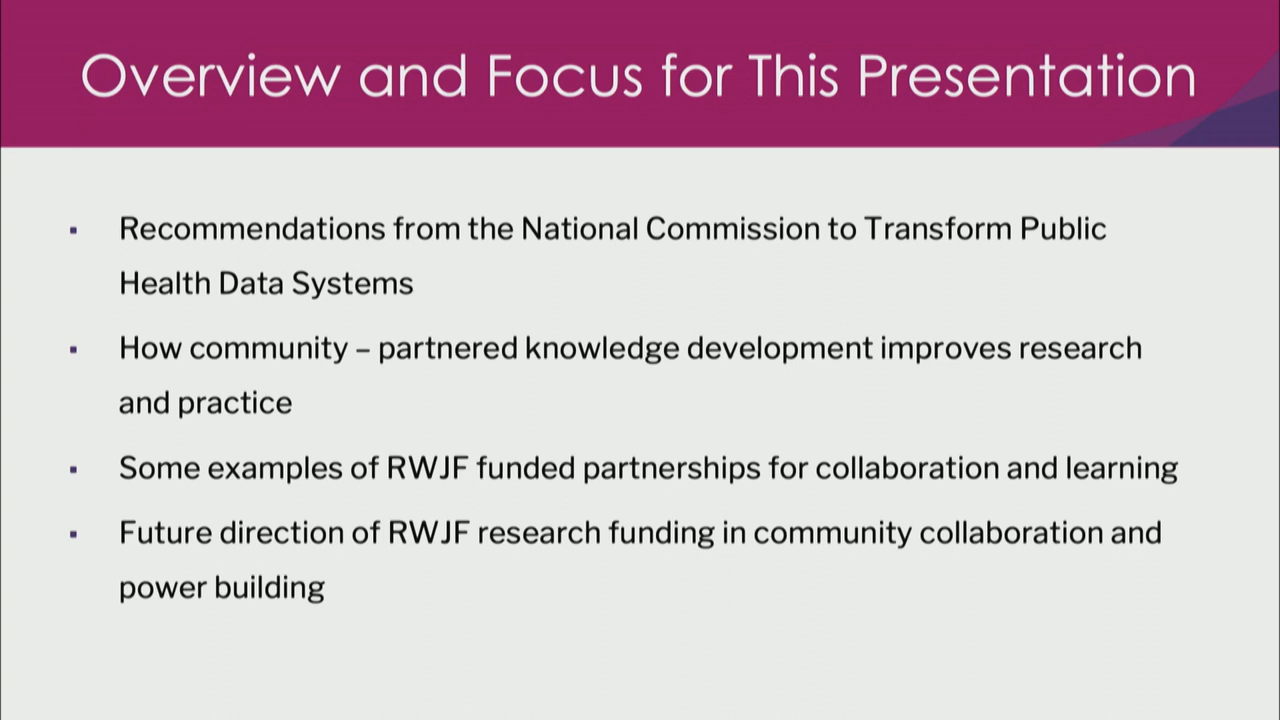 Overview and Focus for This Presentation
▪ Recommendations from the National Commission to Transform Public
Health Data Systems
▪ How community – partnered knowledge development improves research
and practice
▪ Some examples of RWJF funded partnerships for collaboration and learning
▪ Future direction of RWJF research funding in community collaboration and
power building